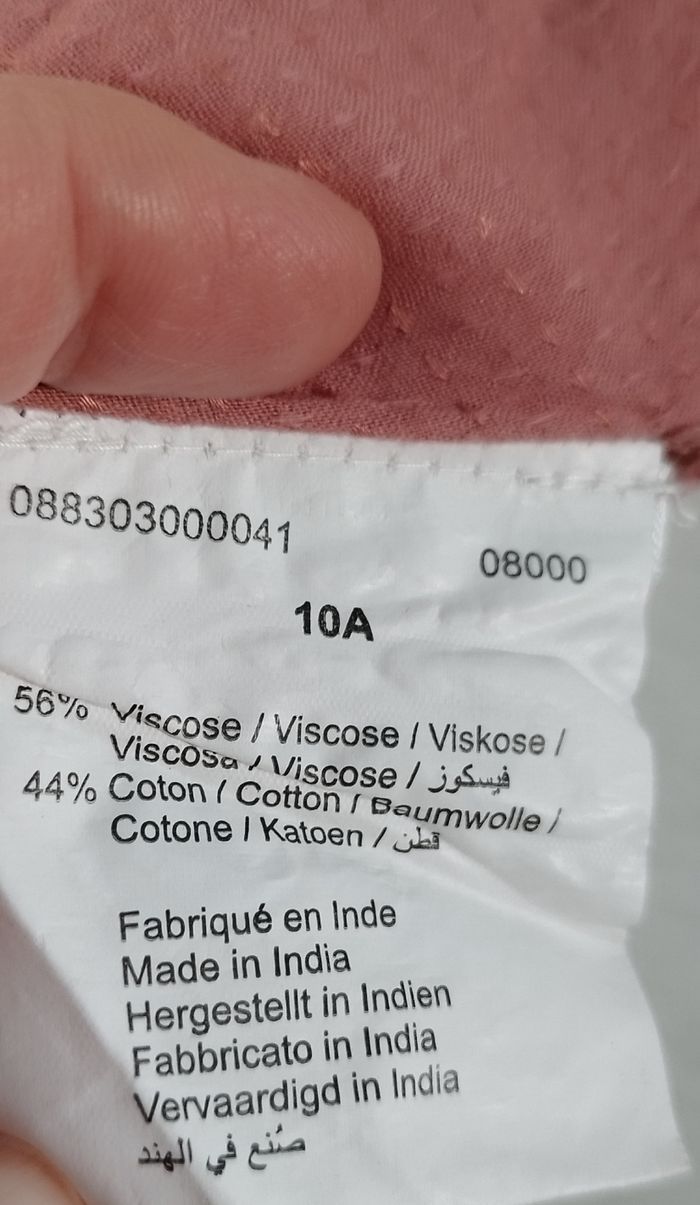 088303000041
08000
10A
56% Viscose / Viscose / Viskose /
Viscosa / Viscose / فيسكوز
44% Coton / Cotton / Baumwolle /
Cotone / Katoen / قطن
Fabriqué en Inde
Made in India
Hergestellt in Indien
Fabbricato in India
Vervaardigd in India
صُنع في الهند